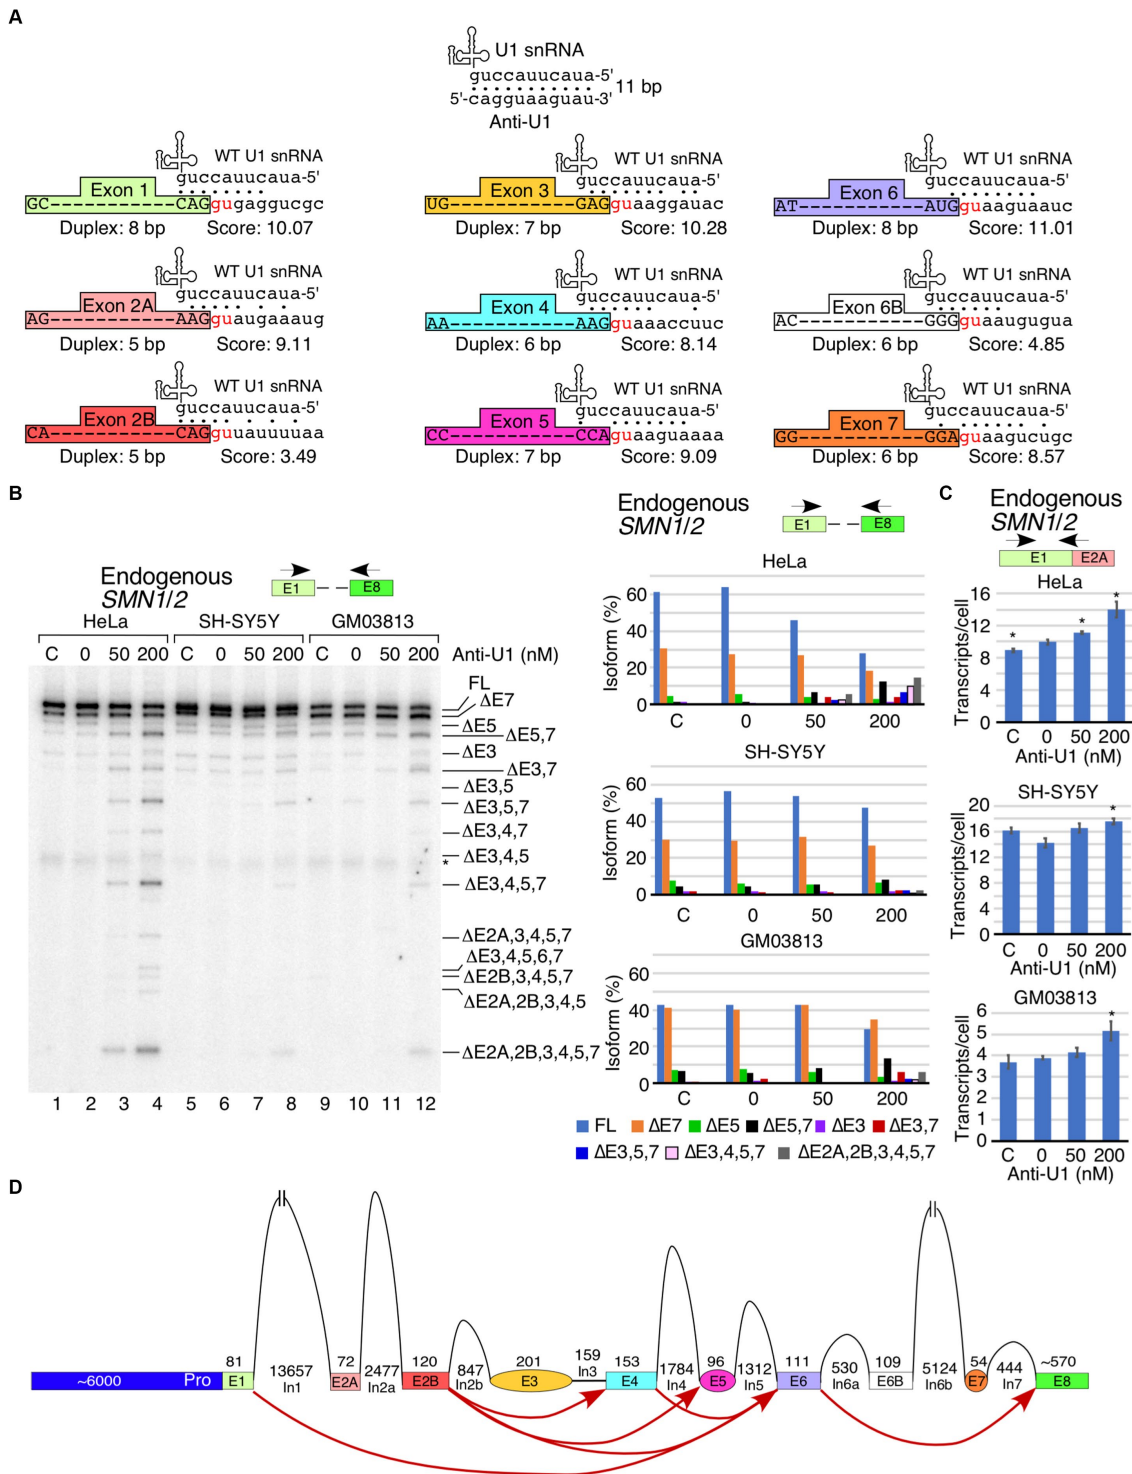 A
U1 snRNA
guccauucaua-5'
5'-cagguaaguau-3'
11 bp
Anti-U1
WT U1 snRNA
guccauucaua-5'
Exon 1
GC CAGgugaggucgc
Duplex: 8 bp Score: 10.07
WT U1 snRNA
guccauucaua-5'
Exon 3
UG GAGguaaggauac
Duplex: 7 bp Score: 10.28
WT U1 snRNA
guccauucaua-5'
Exon 6
AT AUGguaaguaauc
Duplex: 8 bp Score: 11.01
WT U1 snRNA
guccauucaua-5'
Exon 2A
AG AAGguaugaaaug
Duplex: 5 bp Score: 9.11
WT U1 snRNA
guccauucaua-5'
Exon 4
AA AAGguaaaccuuc
Duplex: 6 bp Score: 8.14
WT U1 snRNA
guccauucaua-5'
Exon 6B
AC GGGguaaugugua
Duplex: 6 bp Score: 4.85
WT U1 snRNA
guccauucaua-5'
Exon 2B
CA CAGguuauuuuaa
Duplex: 5 bp Score: 3.49
WT U1 snRNA
guccauucaua-5'
Exon 5
CC CCAguaaguaaaa
Duplex: 7 bp Score: 9.09
WT U1 snRNA
guccauucaua-5'
Exon 7
GG GGAguaagucugc
Duplex: 6 bp Score: 8.57
B
Endogenous
SMN1/2
E1 E8
HeLa SH-SY5Y GM03813
C 0 50 200 C 0 50 200 C 0 50 200 Anti-U1 (nM)
FL
ΔE7
ΔE5
ΔE5,7
ΔE3
ΔE3,7
ΔE3,5
ΔE3,5,7
ΔE3,4,7
ΔE3,4,5
*
ΔE3,4,5,7
ΔE2A,3,4,5,7
ΔE3,4,5,6,7
ΔE2B,3,4,5,7
ΔE2A,2B,3,4,5
ΔE2A,2B,3,4,5,7
1 2 3 4 5 6 7 8 9 10 11 12
Endogenous
SMN1/2
E1 E8
HeLa
Isoform (%)
60
40
20
0
C 0 50 200
SH-SY5Y
Isoform (%)
60
40
20
0
C 0 50 200
GM03813
Isoform (%)
60
40
20
0
C 0 50 200
FL ΔE7 ΔE5 ΔE5,7 ΔE3 ΔE3,7
ΔE3,5,7 ΔE3,4,5,7 ΔE2A,2B,3,4,5,7
C
Endogenous
SMN1/2
E1 E2A
HeLa
Transcripts/cell
16
12
8
4
0
* * *
C 0 50 200
Anti-U1 (nM)
SH-SY5Y
Transcripts/cell
20
16
12
8
4
0
*
C 0 50 200
Anti-U1 (nM)
GM03813
Transcripts/cell
6
5
4
3
2
1
0
*
C 0 50 200
Anti-U1 (nM)
D
81 72 120 201 159 153 96 111 109 54 ~570
13657 2477 847 In3 1784 1312 530 5124 444
~6000 Pro E1 In1 E2A In2a E2B In2b E3 E4 In4 E5 In5 E6 In6a E6B In6b E7 In7 E8